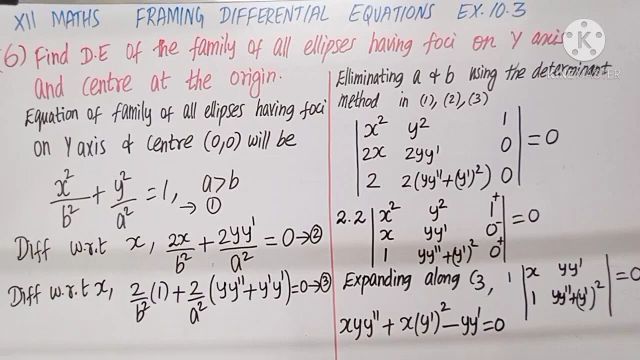 XII MATHS FRAMING DIFFERENTIAL EQUATIONS EX.10.3
(6) Find D.E of the family of all ellipses having foci on Y axis
and centre at the origin.
Equation of family of all ellipses having foci
on Y axis & centre (0,0) will be
x²/b² + y²/a² = 1, a>b → ①
Diff w.r.t x, 2x/b² + 2yy'/a² = 0 → ②
Diff w.r.t x, 2/b² (1) + 2/a² (yy''+y'y') = 0 → ③
Elliminating a & b using the determinant
method in (1), (2), (3)
| x² y² 1 |
| 2x 2yy' 0 | = 0
| 2 2(yy''+(y')²) 0 |
2.2 | x² y² 1⁺ |
| x yy' 0⁻ | = 0
| 1 yy''+(y')² 0⁺ |
Expanding along C3, 1 | x yy' | = 0
| 1 yy''+(y')² |
xyy'' + x(y')² - yy' = 0
KINEMASTER